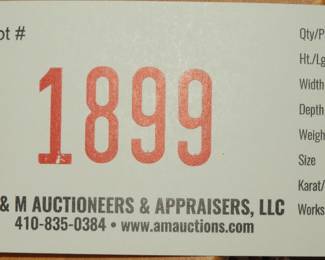 ot #
1899
& M AUCTIONEERS & APPRAISERS, LLC
410-835-0384 • www.amauctions.com
Qty/P
Ht./Lg
Width
Depth
Weigh
Size
Karat/
Works